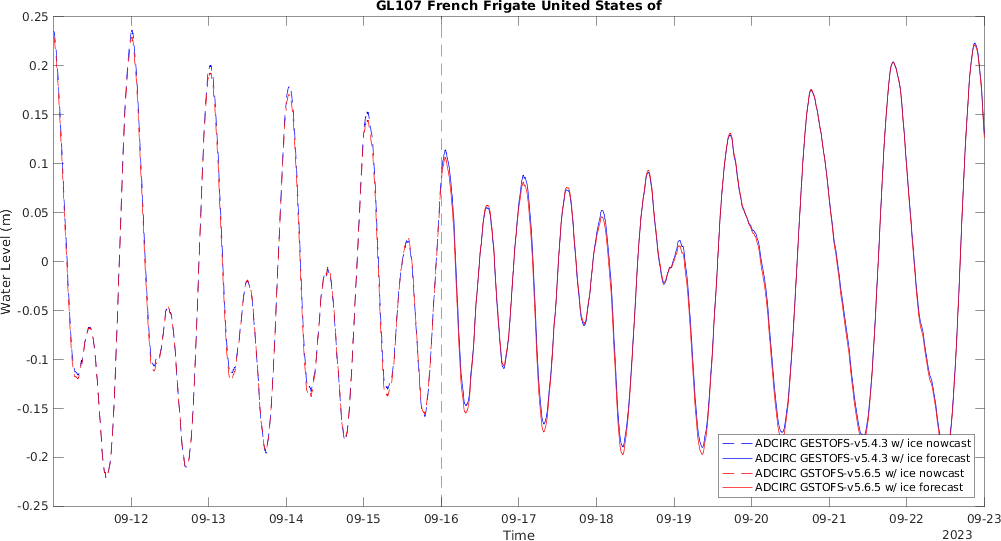 GL107 French Frigate United States of
0.25
0.2
0.15
0.1
0.05
0
-0.05
-0.1
-0.15
-0.2
-0.25
Water Level (m)
ADCIRC GESTOFS-v5.4.3 w/ ice nowcast
ADCIRC GESTOFS-v5.4.3 w/ ice forecast
ADCIRC GSTOFS-v5.6.5 w/ ice nowcast
ADCIRC GSTOFS-v5.6.5 w/ ice forecast
09-12 09-13 09-14 09-15 09-16 09-17 09-18 09-19 09-20 09-21 09-22 09-23
Time
2023